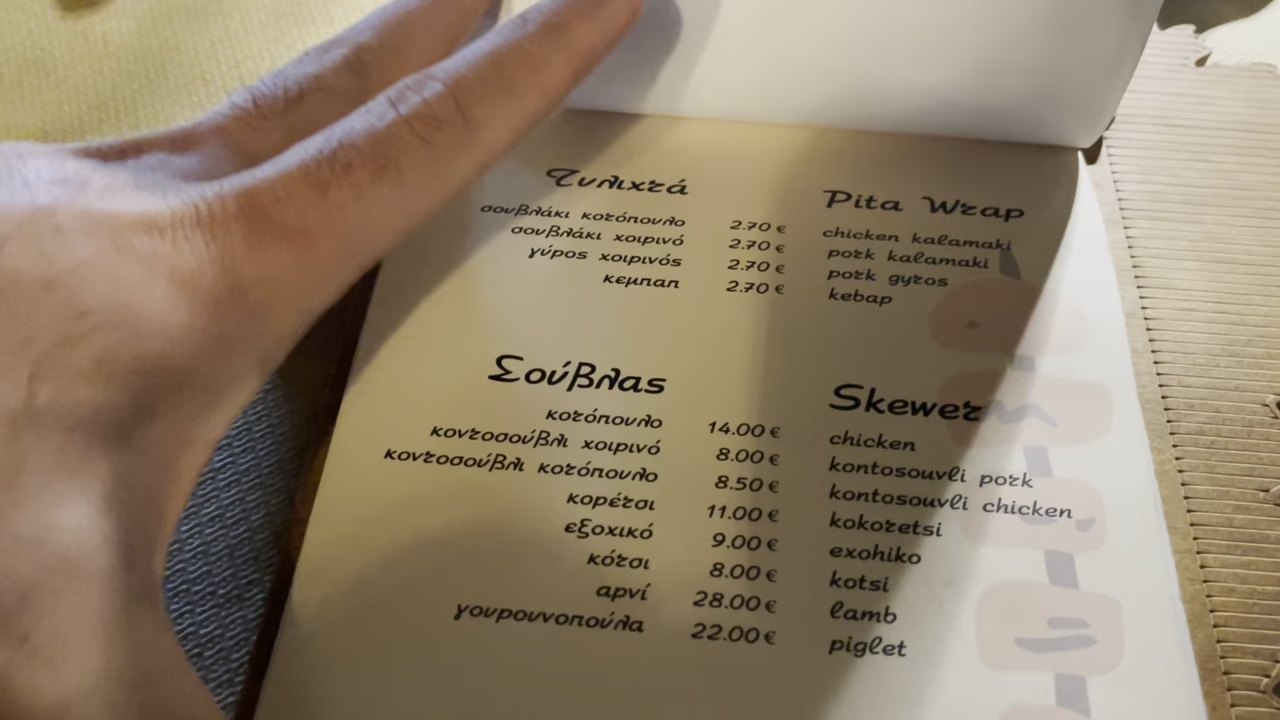 Τυλιχτά Pita Wrap
σουβλάκι κοτόπουλο 2.70 € chicken kalamaki
σουβλάκι χοιρινό 2.70 € pork kalamaki
γύρος χοιρινός 2.70 € pork gyros
κεμπαπ 2.70 € kebap
Σούβλας Skewer
κοτόπουλο 14.00 € chicken
κοντοσούβλι χοιρινό 8.00 € kontosouvli pork
κοντοσούβλι κοτόπουλο 8.50 € kontosouvli chicken
κορέτσι 11.00 € kokoretsi
εξοχικό 9.00 € exohiko
κότσι 8.00 € kotsi
αρνί 28.00 € lamb
γουρουνοπούλα 22.00 € piglet